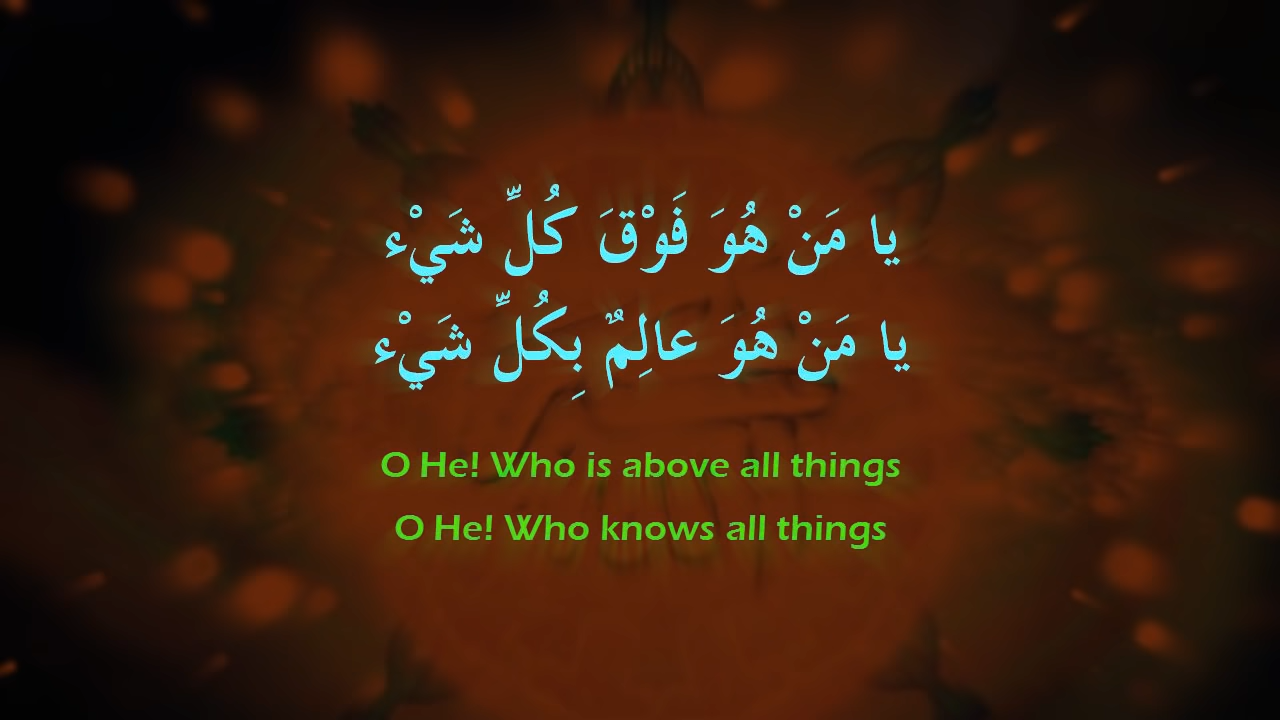 يا مَنْ هُوَ فَوْقَ كُلِّ شَيْء
يا مَنْ هُوَ عالِمٌ بِكُلِّ شَيْء
O He! Who is above all things
O He! Who knows all things